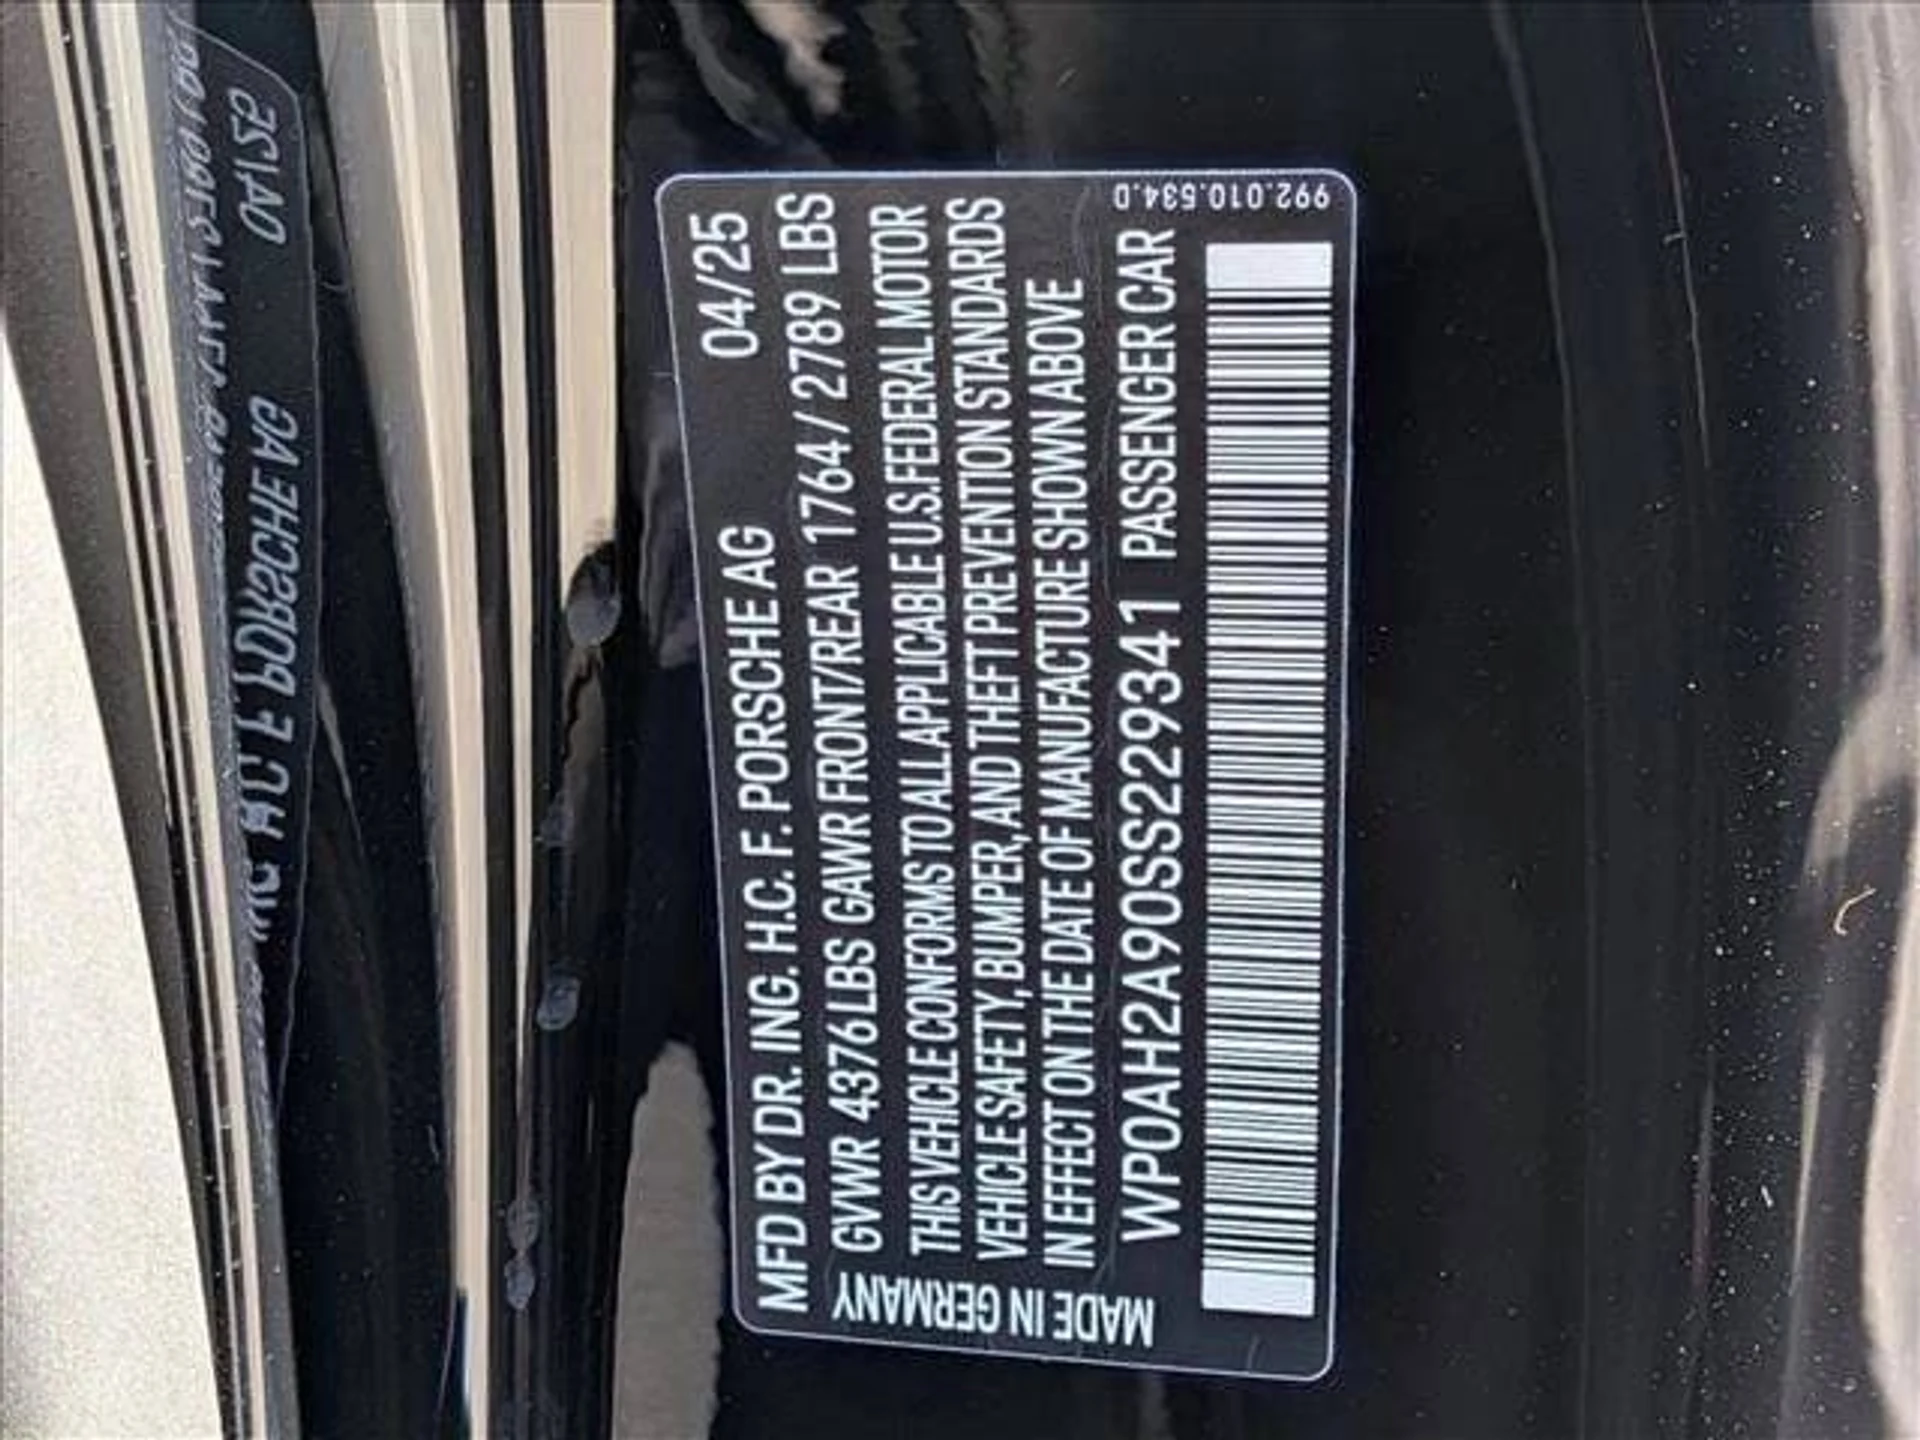 MFD BY DR. ING. H.C. F. PORSCHE AG 04/25
GVWR 4376LBS GAWR FRONT/REAR 1764/2789 LBS
THIS VEHICLE CONFORMS TO ALL APPLICABLE U.S.FEDERAL MOTOR
VEHICLE SAFETY, BUMPER, AND THEFT PREVENTION STANDARDS
IN EFFECT ON THE DATE OF MANUFACTURE SHOWN ABOVE
WP0AH2A90SS229341 PASSENGER CAR
MADE IN GERMANY
992.010.534.D